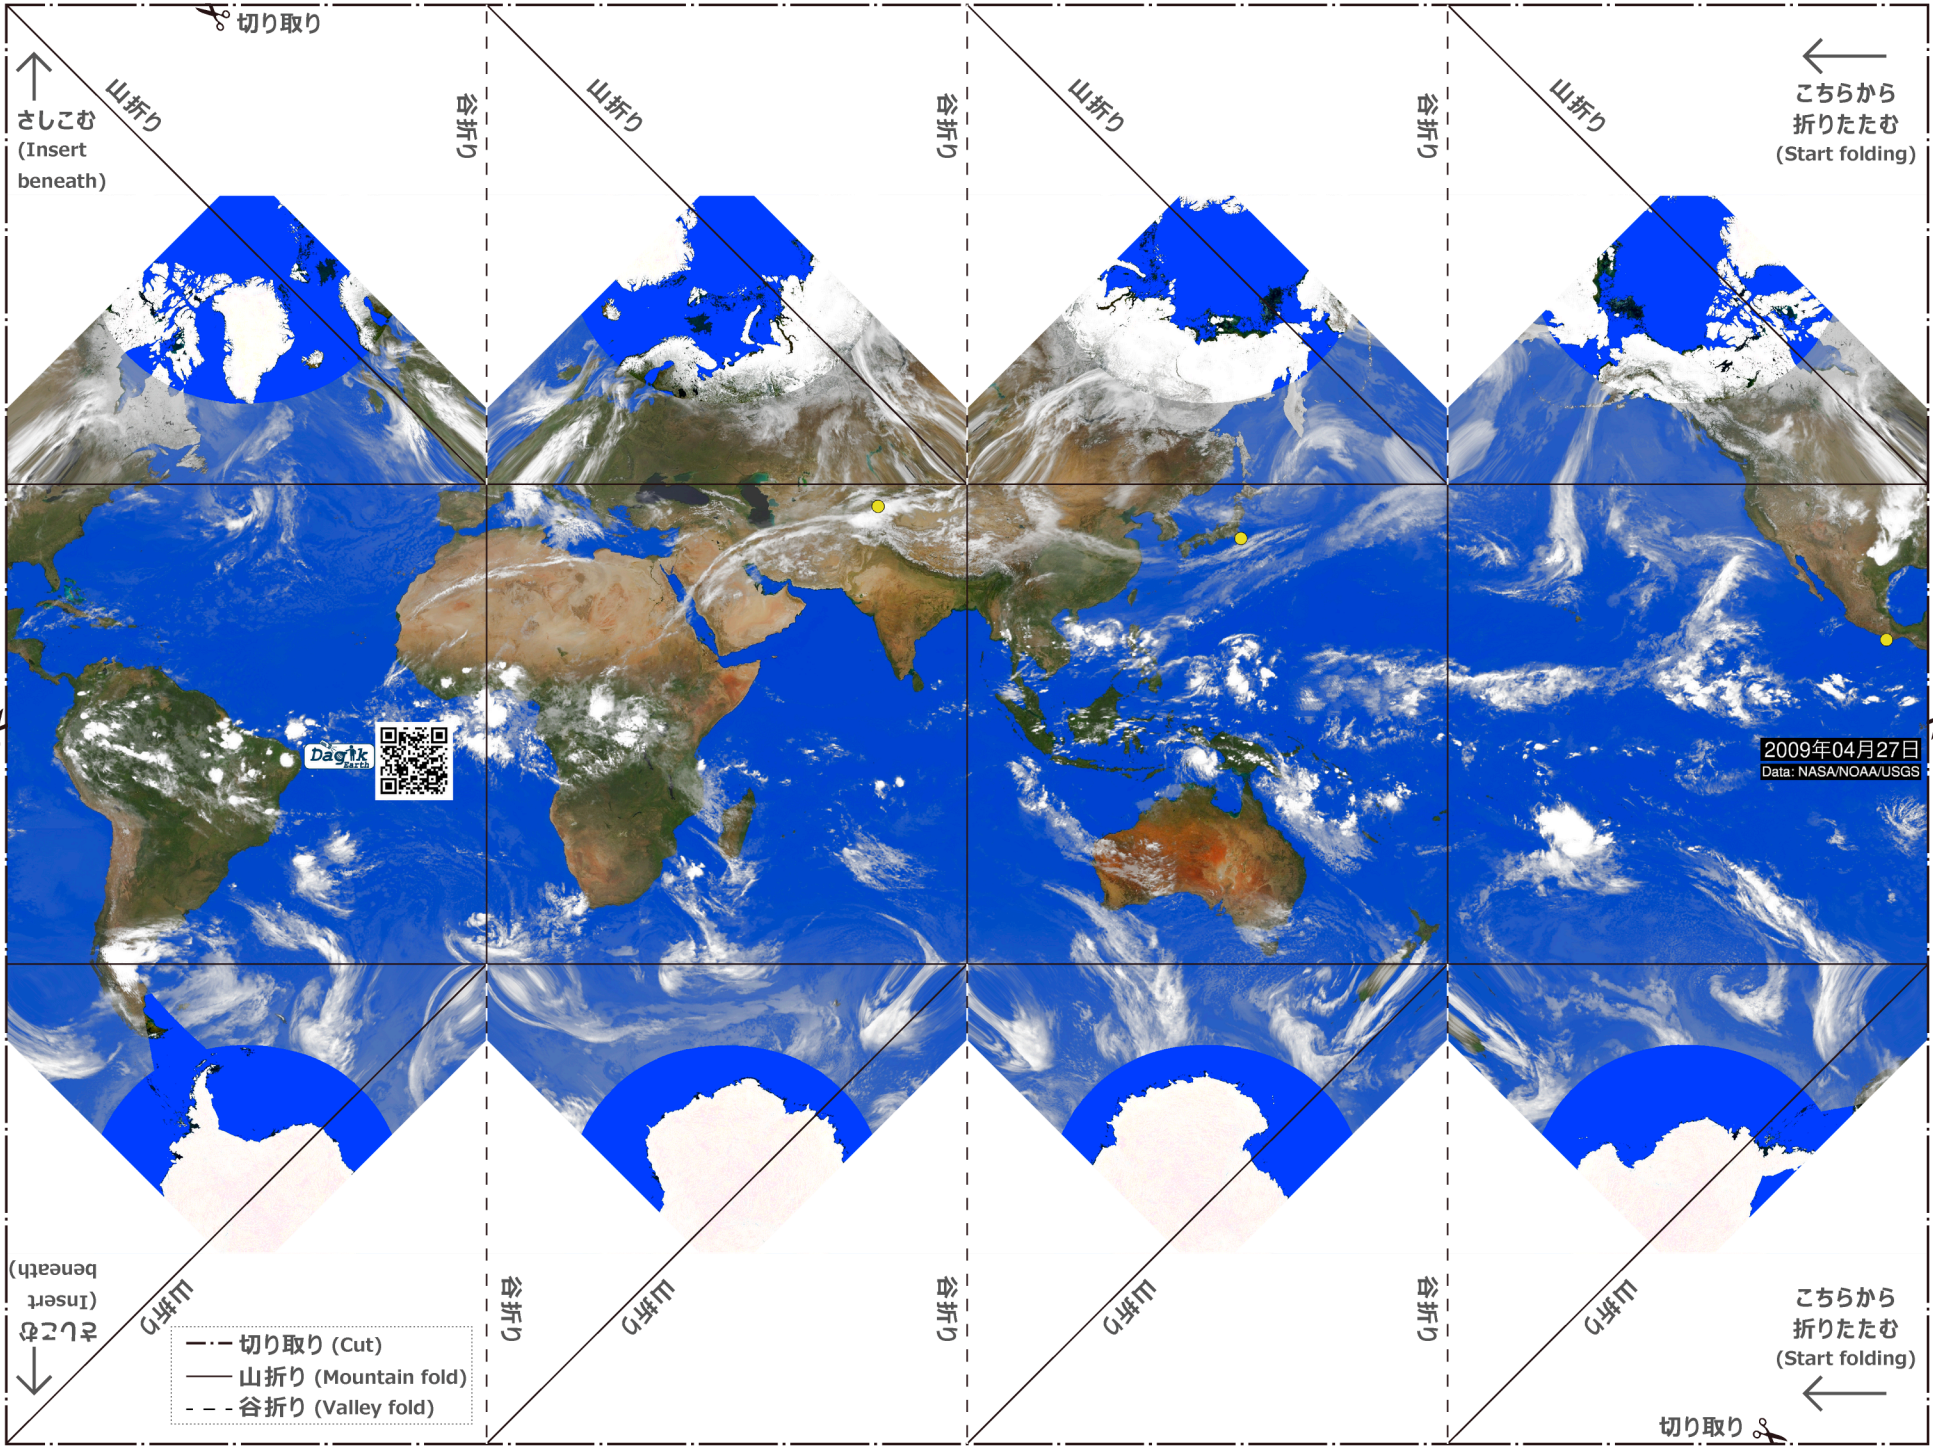 切り取り
山折り
谷折り
山折り
谷折り
山折り
谷折り
山折り
さしこむ
(Insert
beneath)
こちらから
折りたたむ
(Start folding)
Dagik
Earth
2009年04月27日
Data: NASA/NOAA/USGS
さしこむ
(Insert
beneath)
山折り
谷折り
山折り
谷折り
山折り
谷折り
山折り
切り取り (Cut)
山折り (Mountain fold)
谷折り (Valley fold)
こちらから
折りたたむ
(Start folding)
切り取り